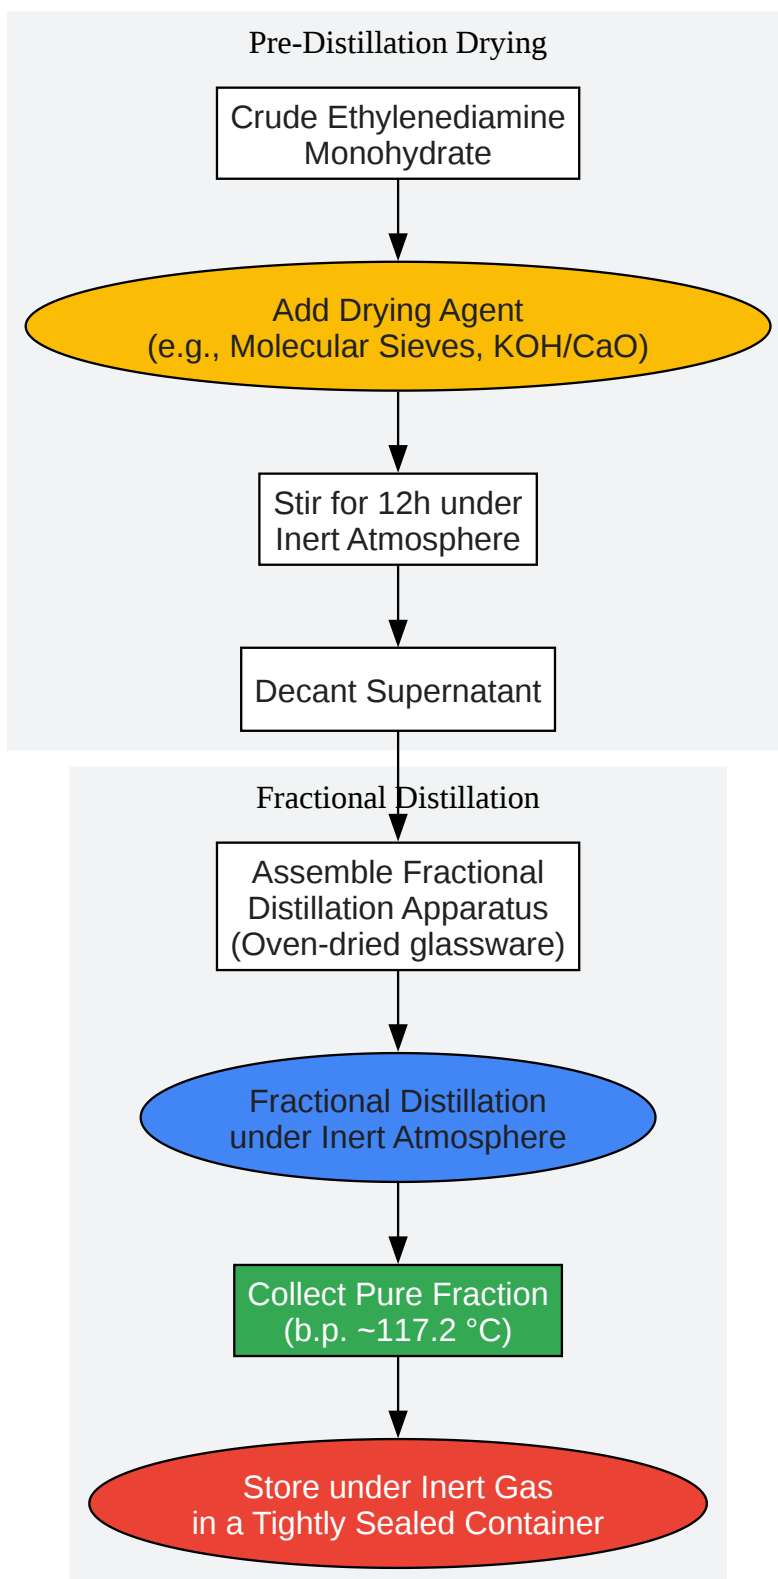 Pre-Distillation Drying
Crude Ethylenediamine
Monohydrate
Add Drying Agent
(e.g., Molecular Sieves, KOH/CaO)
Stir for 12h under
Inert Atmosphere
Decant Supernatant
Fractional Distillation
Assemble Fractional
Distillation Apparatus
(Oven-dried glassware)
Fractional Distillation
under Inert Atmosphere
Collect Pure Fraction
(b.p. ~117.2 °C)
Store under Inert Gas
in a Tightly Sealed Container